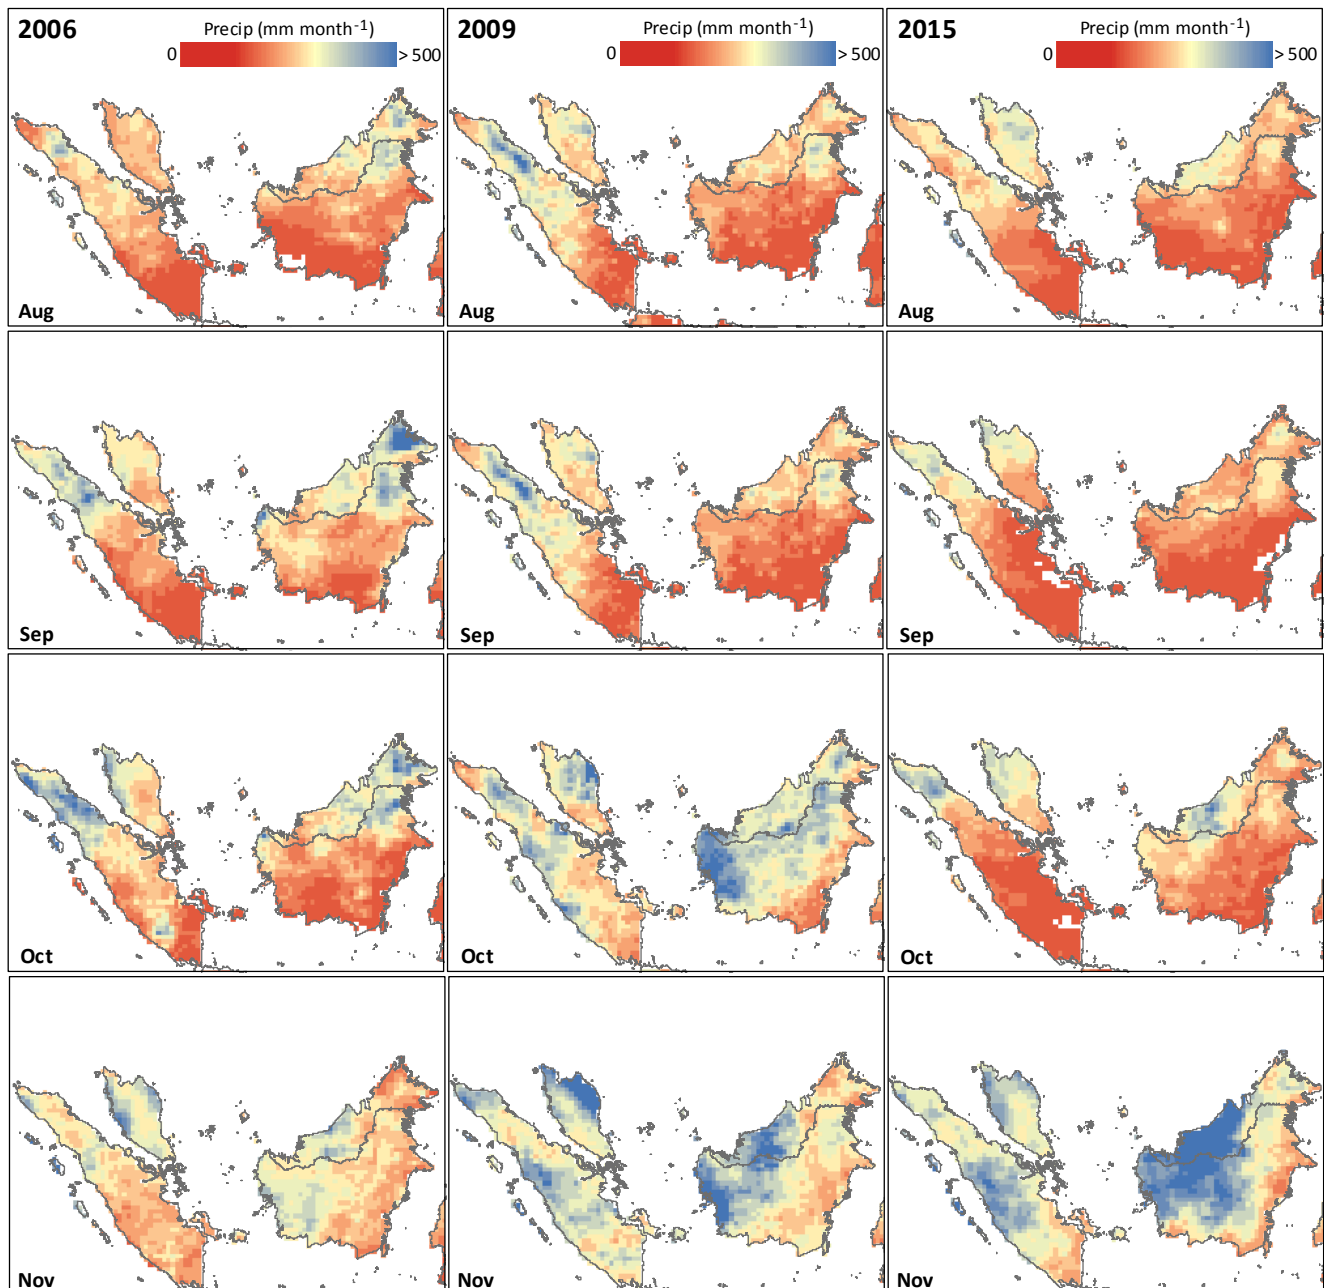 2006
Precip (mm month-1)
0
> 500
Aug
2009
Precip (mm month-1)
0
> 500
Aug
2015
Precip (mm month-1)
0
> 500
Aug
Sep
Sep
Sep
Oct
Oct
Oct
Nov
Nov
Nov